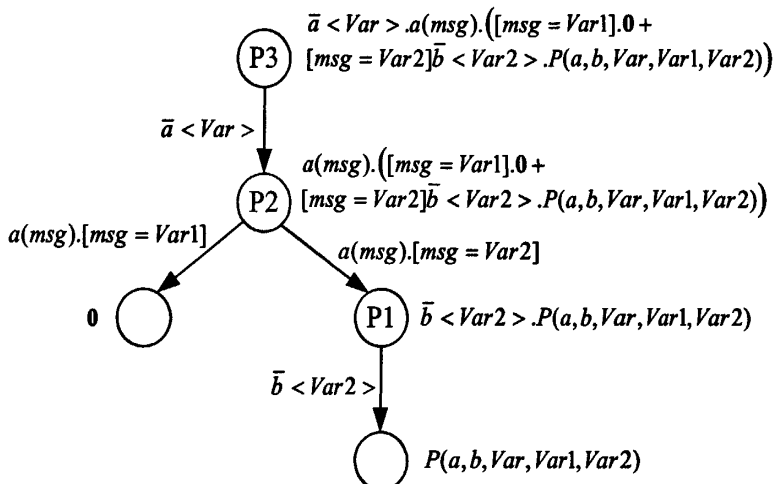 a̅ < Var > .a(msg).([msg = Var1].0 +
P3 [msg = Var2]b̅ < Var2 > .P(a,b,Var,Var1,Var2))
a̅ < Var >
a(msg).([msg = Var1].0 +
P2 [msg = Var2]b̅ < Var2 > .P(a,b,Var,Var1,Var2))
a(msg).[msg = Var1]
a(msg).[msg = Var2]
0
P1 b̅ < Var2 > .P(a,b,Var,Var1,Var2)
b̅ < Var2 >
P(a,b,Var,Var1,Var2)